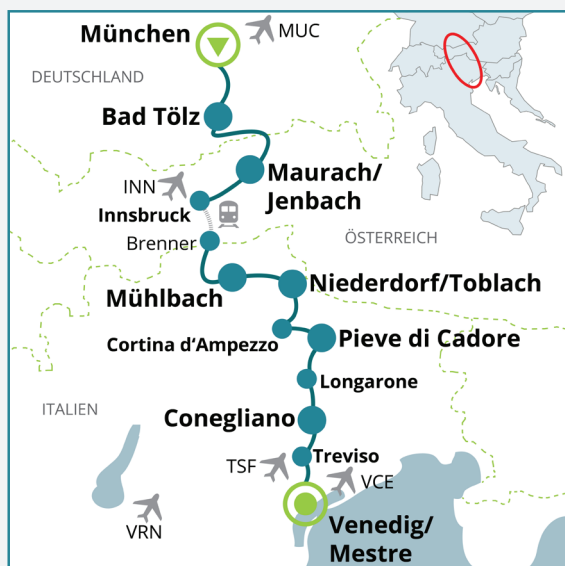 München
MUC
DEUTSCHLAND
Bad Tölz
Maurach/
Jenbach
INN
Innsbruck
Brenner
ÖSTERREICH
Mühlbach
Niederdorf/Toblach
Cortina d‘Ampezzo
Pieve di Cadore
Longarone
ITALIEN
Conegliano
Treviso
TSF
VCE
VRN
Venedig/
Mestre